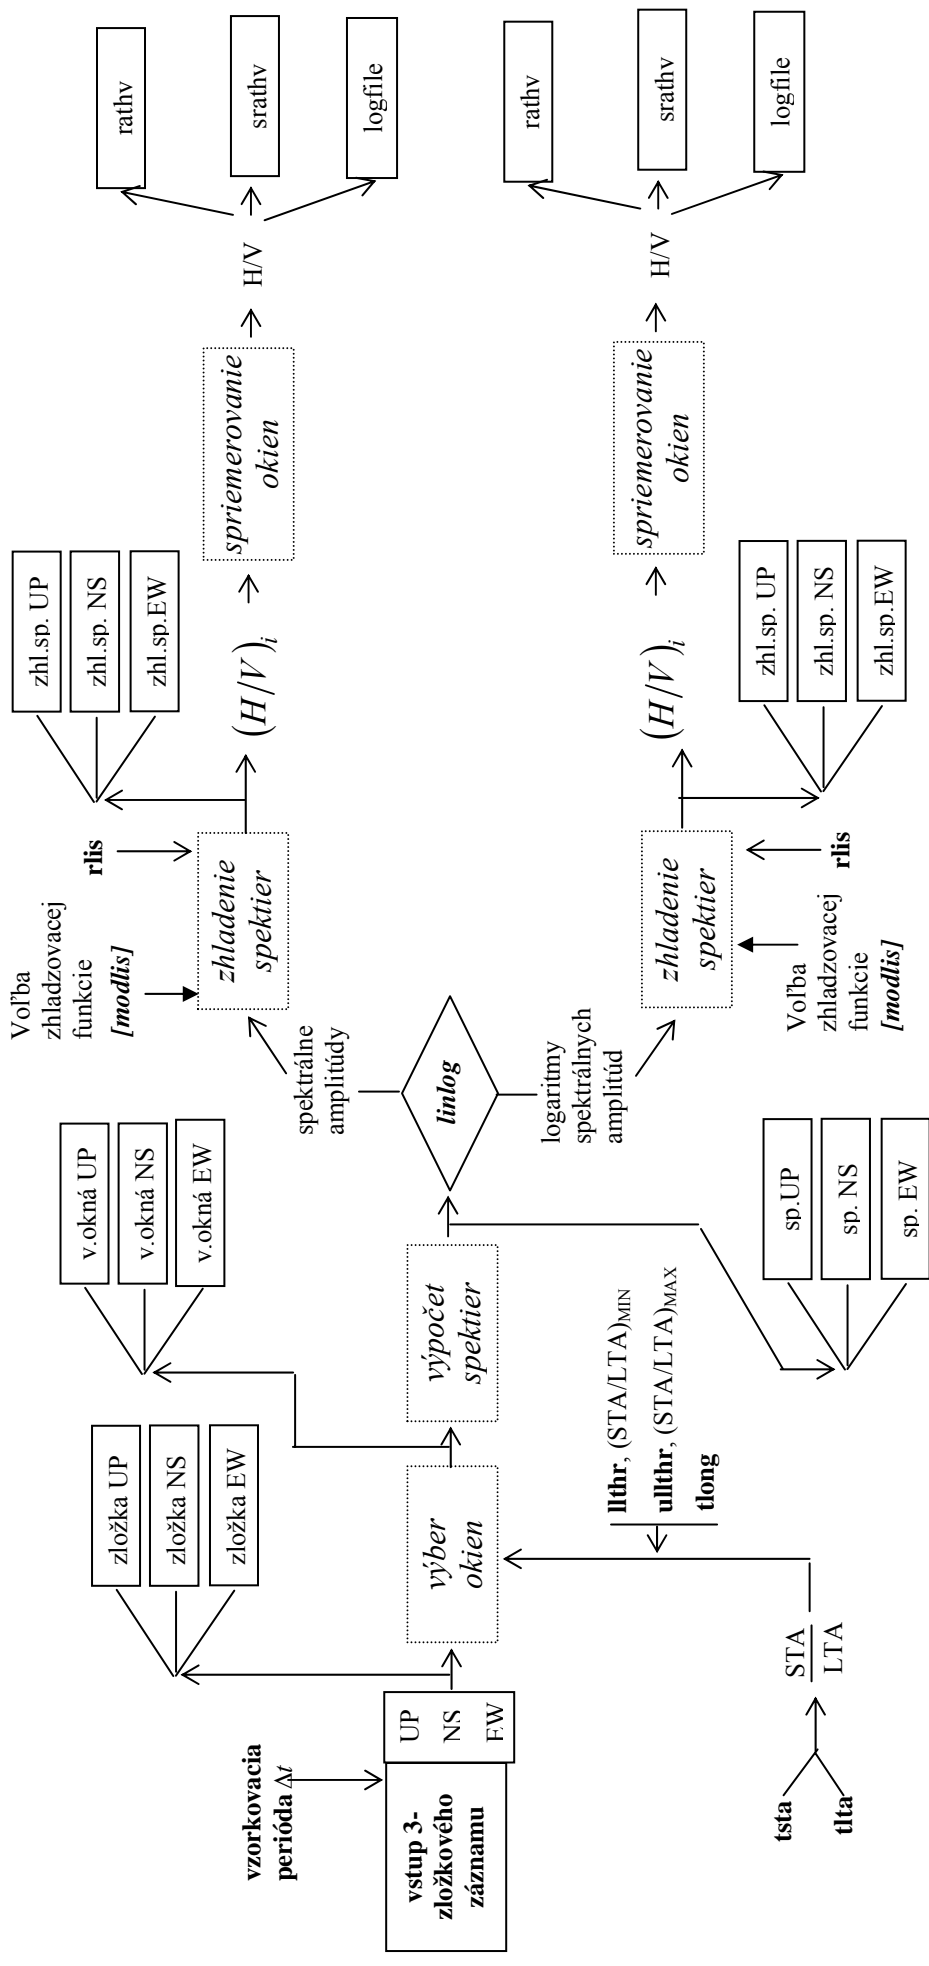 vstup 3-
zložkového
záznamu
UP
NS
EW
vzorkovacia
perióda Δt
zložka UP
zložka NS
zložka EW
výber
okien
tsta
tlta
STA
LTA
llthr, (STA/LTA)MIN
ullthr, (STA/LTA)MAX
tlong
v.okná UP
v.okná NS
v.okná EW
výpočet
spektier
sp.UP
sp. NS
sp. EW
linlog
spektrálne
amplitúdy
Voľba
zhladzovacej
funkcie
[modlis]
rlis
zhladenie
spektier
zhl.sp. UP
zhl.sp. NS
zhl.sp.EW
(H/V)i
spriemerovanie
okien
H/V
rathv
srathv
logfile
logaritmy
spektrálnych
amplitúd
Voľba
zhladzovacej
funkcie
[modlis]
rlis
zhladenie
spektier
zhl.sp. UP
zhl.sp. NS
zhl.sp.EW
(H/V)i
spriemerovanie
okien
H/V
rathv
srathv
logfile